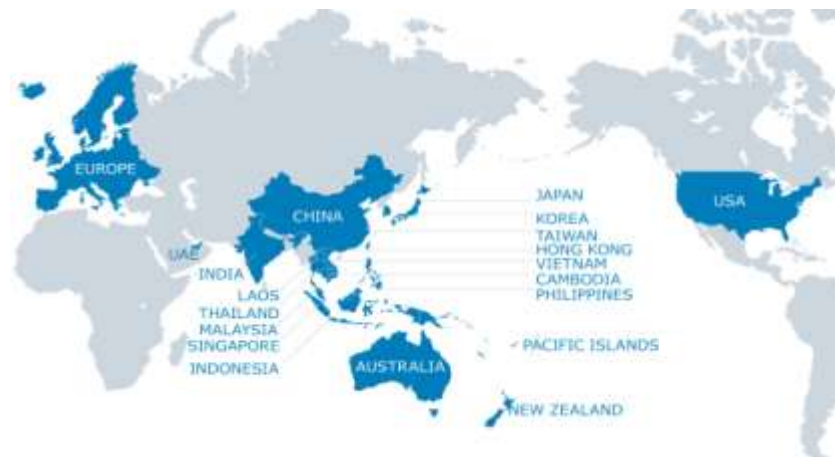 EUROPE
CHINA
USA
UAE
INDIA
LAOS
THAILAND
MALAYSIA
SINGAPORE
INDONESIA
JAPAN
KOREA
TAIWAN
HONG KONG
VIETNAM
CAMBODIA
PHILIPPINES
PACIFIC ISLANDS
AUSTRALIA
NEW ZEALAND